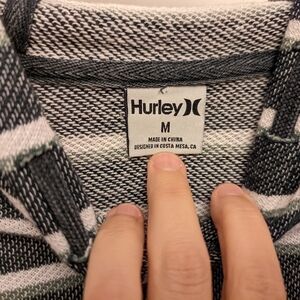 Hurley
M
MADE IN CHINA
DESIGNED IN COSTA MESA, CA